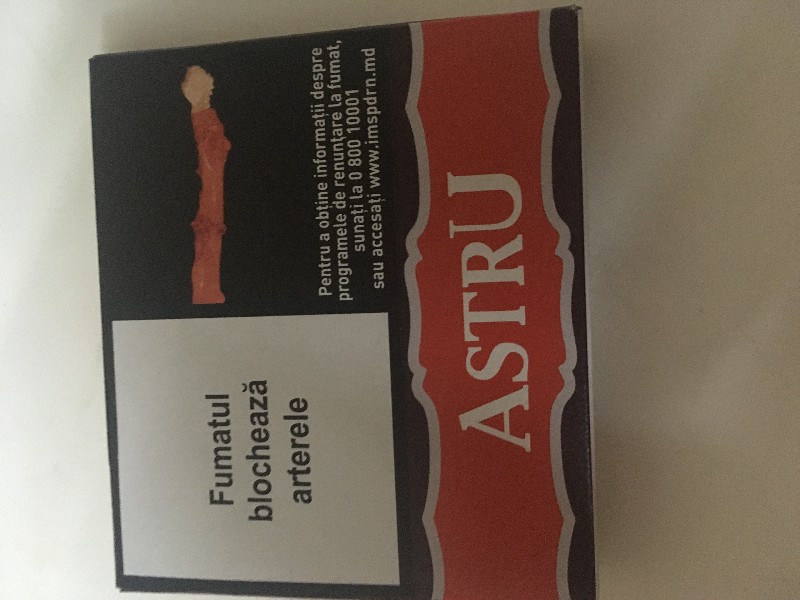 Pentru a obține informații despre
programele de renunțare la fumat,
sunați la 0 800 10001
sau accesați www.imspdrn.md
Fumatul
blochează
arterele
ASTRU